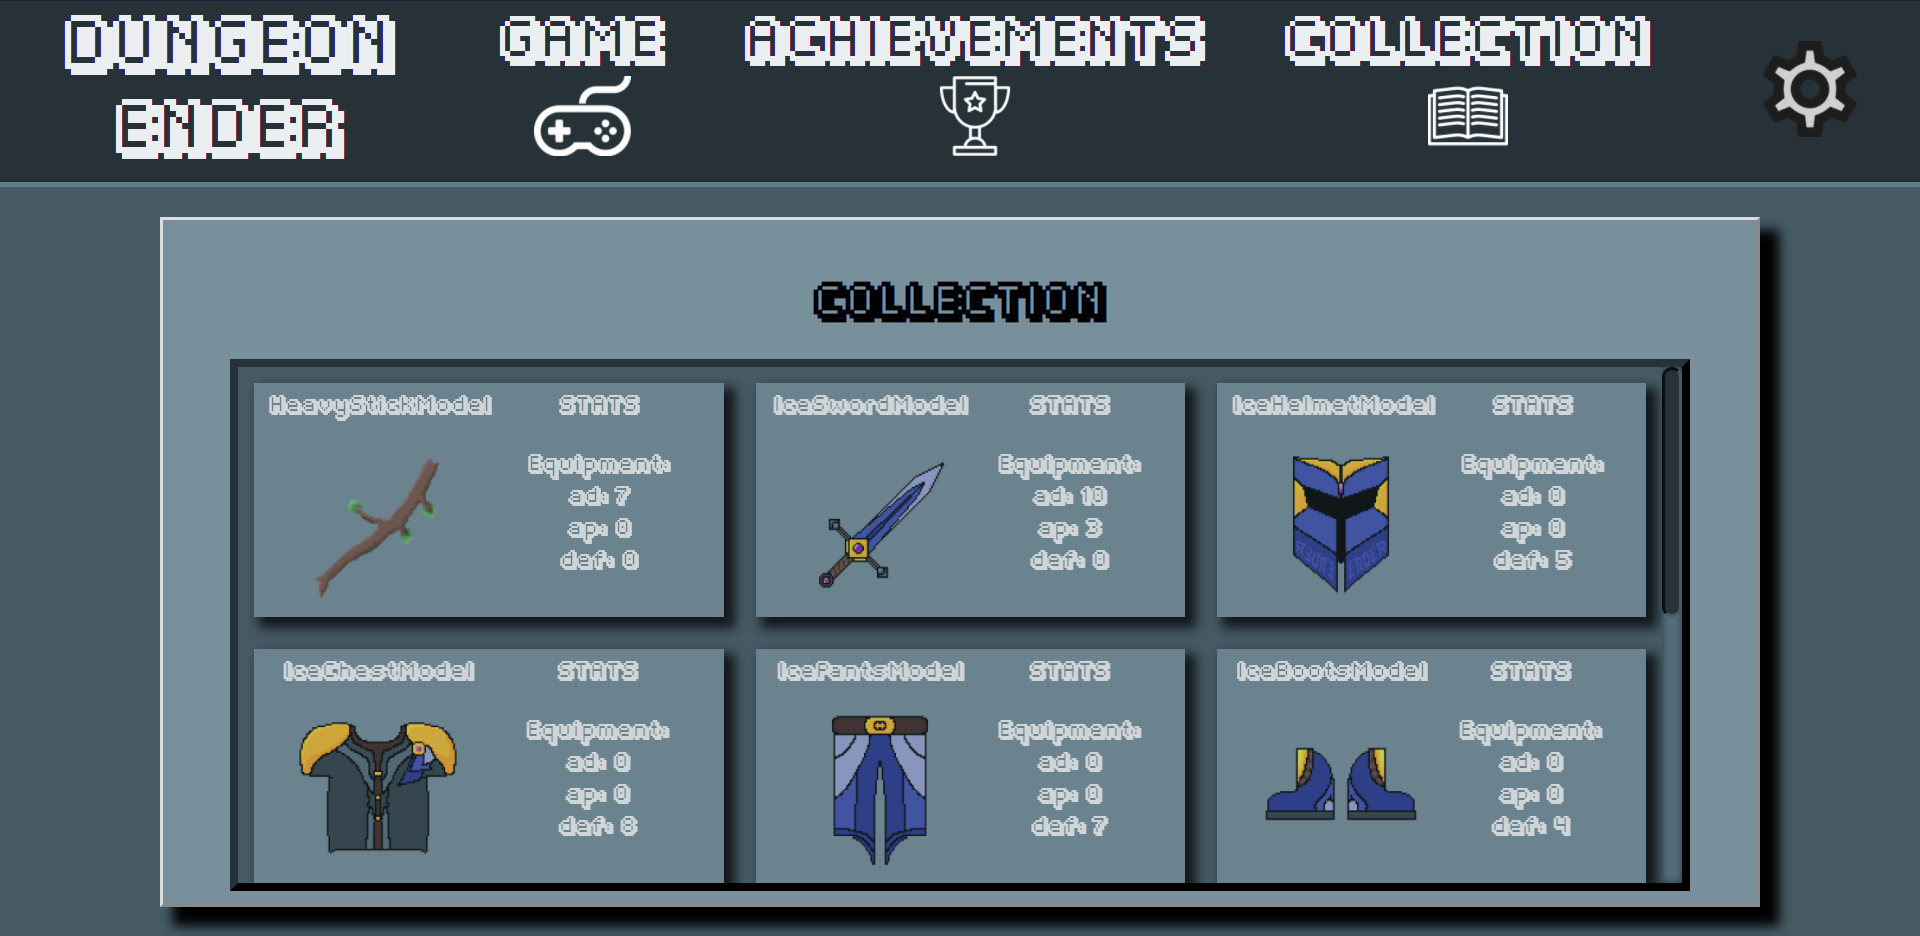 DUNGEON
ENDER
GAME
ACHIEVEMENTS
COLLECTION
COLLECTION
HeavyStickModel
STATS
Equipment:
ad: 7
ap: 0
def: 0
IceSwordModel
STATS
Equipment:
ad: 10
ap: 3
def: 0
IceHelmetModel
STATS
Equipment:
ad: 0
ap: 0
def: 5
ENDER
IceChestModel
STATS
Equipment:
ad: 0
ap: 0
def: 8
IcePantsModel
STATS
Equipment:
ad: 0
ap: 0
def: 7
IceBootsModel
STATS
Equipment:
ad: 0
ap: 0
def: 4